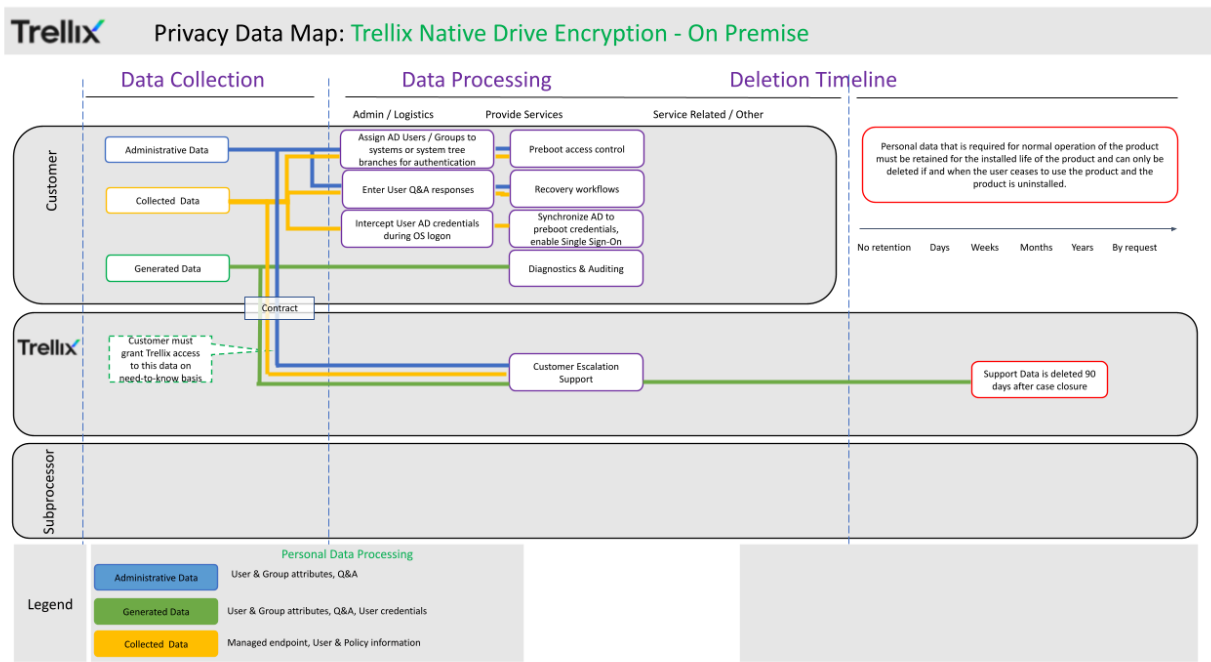 Trellix
Privacy Data Map: Trellix Native Drive Encryption - On Premise
Data Collection
Data Processing
Deletion Timeline
Admin / Logistics
Provide Services
Service Related / Other
Customer
Administrative Data
Collected Data
Generated Data
Assign AD Users / Groups to
systems or system tree
branches for authentication
Enter User Q&A responses
Intercept User AD credentials
during OS logon
Preboot access control
Recovery workflows
Synchronize AD to
preboot credentials,
enable Single Sign-On
Diagnostics & Auditing
Personal data that is required for normal operation of the product
must be retained for the installed life of the product and can only be
deleted if and when the user ceases to use the product and the
product is uninstalled.
No retention
Days
Weeks
Months
Years
By request
Contract
Trellix
Customer must
grant Trellix access
to this data on
need-to-know basis
Customer Escalation
Support
Support Data is deleted 90
days after case closure
Subprocessor
Legend
Personal Data Processing
Administrative Data
User & Group attributes, Q&A
Generated Data
User & Group attributes, Q&A, User credentials
Collected Data
Managed endpoint, User & Policy information